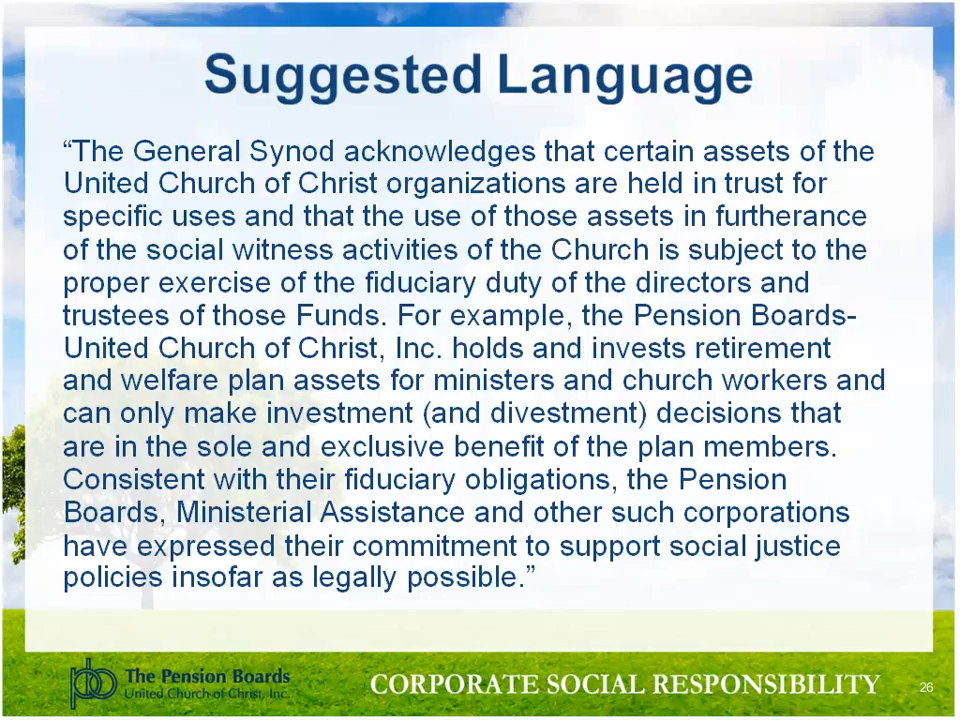 Suggested Language
“The General Synod acknowledges that certain assets of the
United Church of Christ organizations are held in trust for
specific uses and that the use of those assets in furtherance
of the social witness activities of the Church is subject to the
proper exercise of the fiduciary duty of the directors and
trustees of those Funds. For example, the Pension Boards-
United Church of Christ, Inc. holds and invests retirement
and welfare plan assets for ministers and church workers and
can only make investment (and divestment) decisions that
are in the sole and exclusive benefit of the plan members.
Consistent with their fiduciary obligations, the Pension
Boards, Ministerial Assistance and other such corporations
have expressed their commitment to support social justice
policies insofar as legally possible.”
pb
The Pension Boards
United Church of Christ, Inc.
CORPORATE SOCIAL RESPONSIBILITY
26